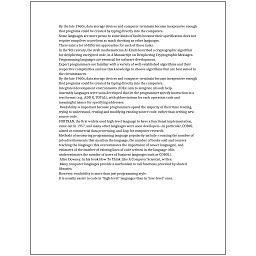 By the late 1960s, data storage devices and computer terminals became inexpensive enough
that programs could be created by typing directly into the computers.
Some languages are more prone to some kinds of faults because their specification does not
require compilers to perform as much checking as other languages.
There exist a lot of different approaches for each of those tasks.
In the 9th century, the Arab mathematician Al-Kindi described a cryptographic algorithm
for deciphering encrypted code, in A Manuscript on Deciphering Cryptographic Messages.
Programming languages are essential for software development.
Expert programmers are familiar with a variety of well-established algorithms and their
respective complexities and use this knowledge to choose algorithms that are best suited to
the circumstances.
By the late 1960s, data storage devices and computer terminals became inexpensive enough
that programs could be created by typing directly into the computers.
Integrated development environments (IDEs) aim to integrate all such help.
Assembly languages were soon developed that let the programmer specify instruction in a
text format (e.g., ADD X, TOTAL), with abbreviations for each operation code and
meaningful names for specifying addresses.
Readability is important because programmers spend the majority of their time reading,
trying to understand, reusing and modifying existing source code, rather than writing new
source code.
FORTRAN, the first widely used high-level language to have a functional implementation,
came out in 1957, and many other languages were soon developed—in particular, COBOL
aimed at commercial data processing, and Lisp for computer research.
Methods of measuring programming language popularity include: counting the number of
job advertisements that mention the language, the number of books sold and courses
teaching the language (this overestimates the importance of newer languages), and
estimates of the number of existing lines of code written in the language (this
underestimates the number of users of business languages such as COBOL).
Allen Downey, in his book How To Think Like A Computer Scientist, writes:
Many computer languages provide a mechanism to call functions provided by shared
libraries.
However, readability is more than just programming style.
It is usually easier to code in "high-level" languages than in "low-level" ones.